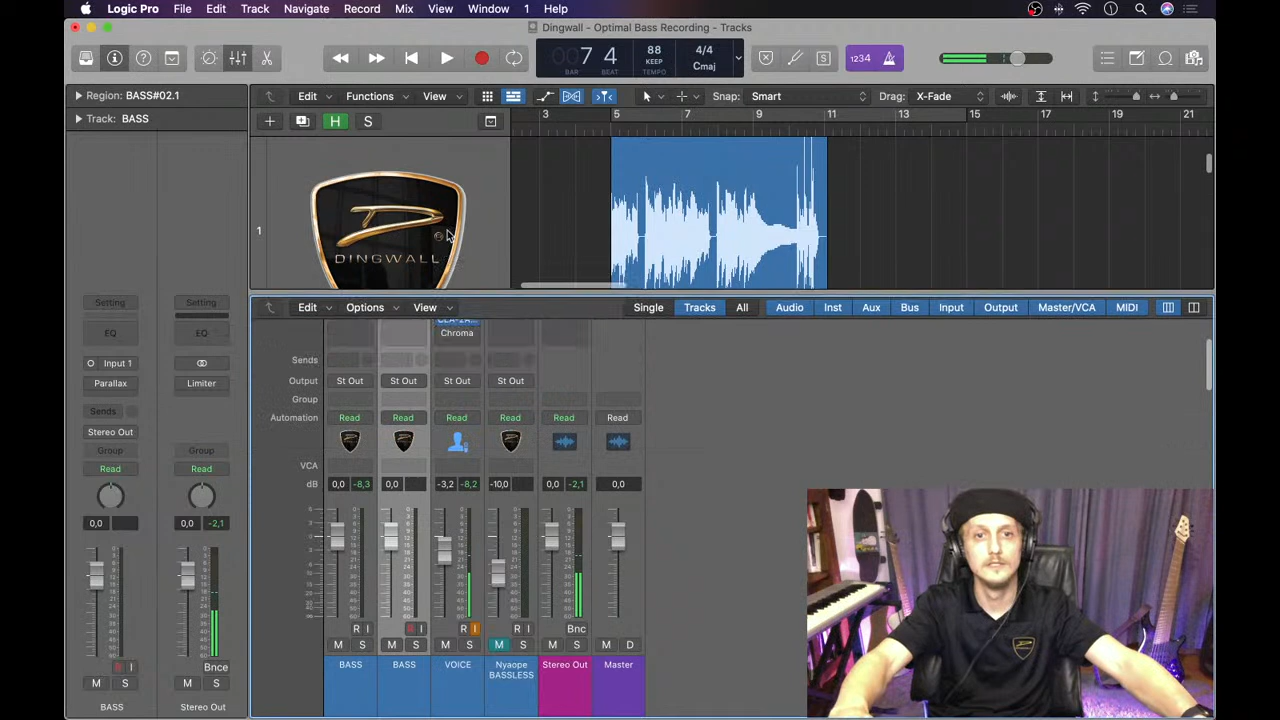 Logic Pro File Edit Track Navigate Record Mix View Window 1 Help
Dingwall - Optimal Bass Recording - Tracks
007 4 88 4/4
KEEP Cmaj
BAR BEAT TEMPO
1234
Region: BASS#02.1
Edit Functions View Snap: Smart Drag: X-Fade
Track: BASS
H S
3 5 7 9 11 13 15 17 19 21
1
DINGWALL
Edit Options View Single Tracks All Audio Inst Aux Bus Input Output Master/VCA MIDI
Setting Setting
EQ EQ
Input 1
Parallax Limiter
Sends
Stereo Out
Group Group
Read Read
0,0 0,0 -2,1
Chroma
Sends
Output St Out St Out St Out St Out
Group
Automation Read Read Read Read Read Read
VCA
dB 0,0 -8,3 0,0 -3,2 -8,2 -10,0 0,0 -2,1 0,0
R I R I R I R I Bnc
M S M S M S M S M S M D
R I Bnce
M S M S
BASS Stereo Out
BASS BASS VOICE Nyaope BASSLESS Stereo Out Master